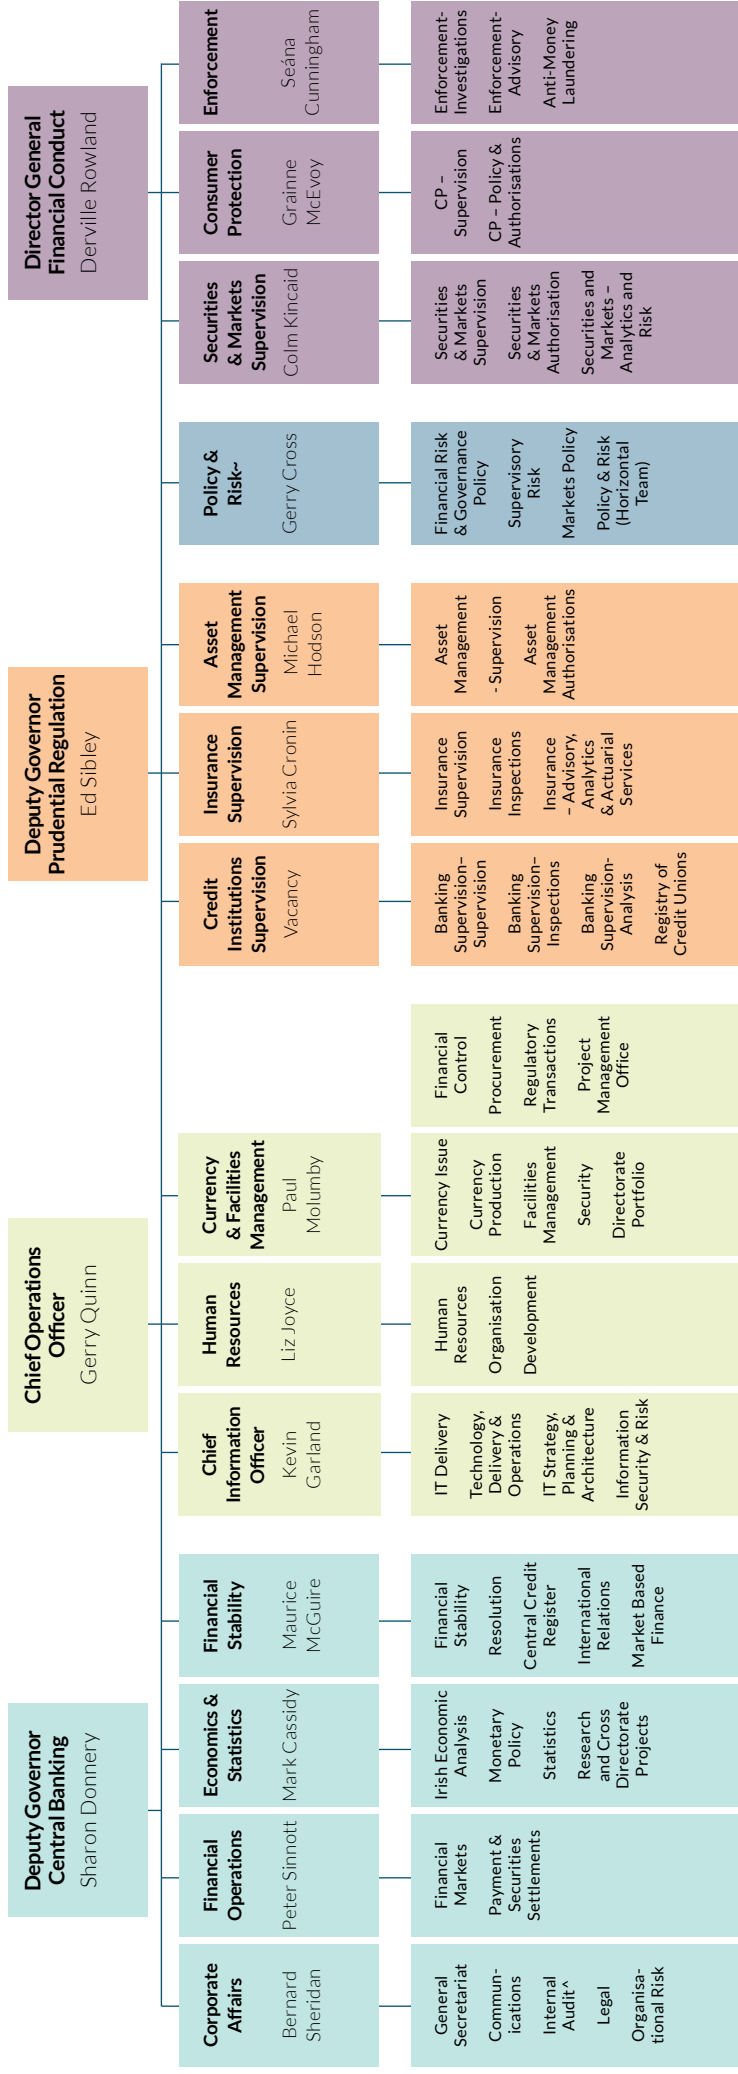 Deputy Governor
Central Banking
Sharon Donnery
Chief Operations
Officer
Gerry Quinn
Deputy Governor
Prudential Regulation
Ed Sibley
Director General
Financial Conduct
Derville Rowland
Corporate
Affairs
Bernard
Sheridan
Financial
Operations
Peter Sinnott
Economics &
Statistics
Mark Cassidy
Financial
Stability
Maurice
McGuire
Chief
Information
Officer
Kevin
Garland
Human
Resources
Liz Joyce
Currency
& Facilities
Management
Paul
Molumby
Credit
Institutions
Supervision
Vacancy
Insurance
Supervision
Sylvia Cronin
Asset
Management
Supervision
Michael
Hodson
Policy &
Risk~
Gerry Cross
Securities
& Markets
Supervision
Colm Kincaid
Consumer
Protection
Grainne
McEvoy
Enforcement
Seána
Cunningham
General
Secretariat
Commun-
ications
Internal
Audit^
Legal
Organisa-
tional Risk
Financial
Markets
Payment &
Securities
Settlements
Irish Economic
Analysis
Monetary
Policy
Statistics
Research
and Cross
Directorate
Projects
Financial
Stability
Resolution
Central Credit
Register
International
Relations
Market Based
Finance
IT Delivery
Technology,
Delivery &
Operations
IT Strategy,
Planning &
Architecture
Information
Security & Risk
Human
Resources
Organisation
Development
Currency Issue
Currency
Production
Facilities
Management
Security
Directorate
Portfolio
Financial
Control
Procurement
Regulatory
Transactions
Project
Management
Office
Banking
Supervision–
Supervision
Banking
Supervision–
Inspections
Banking
Supervision-
Analysis
Registry of
Credit Unions
Insurance
Supervision
Insurance
Inspections
Insurance
– Advisory,
Analytics
& Actuarial
Services
Asset
Management
- Supervision
Asset
Management
Authorisations
Financial Risk
& Governance
Policy
Supervisory
Risk
Markets Policy
Policy & Risk
(Horizontal
Team)
Securities
& Markets
Supervision
Securities
& Markets
Authorisation
Securities and
Markets –
Analytics and
Risk
CP –
Supervision
CP – Policy &
Authorisations
Enforcement-
Investigations
Enforcement-
Advisory
Anti-Money
Laundering